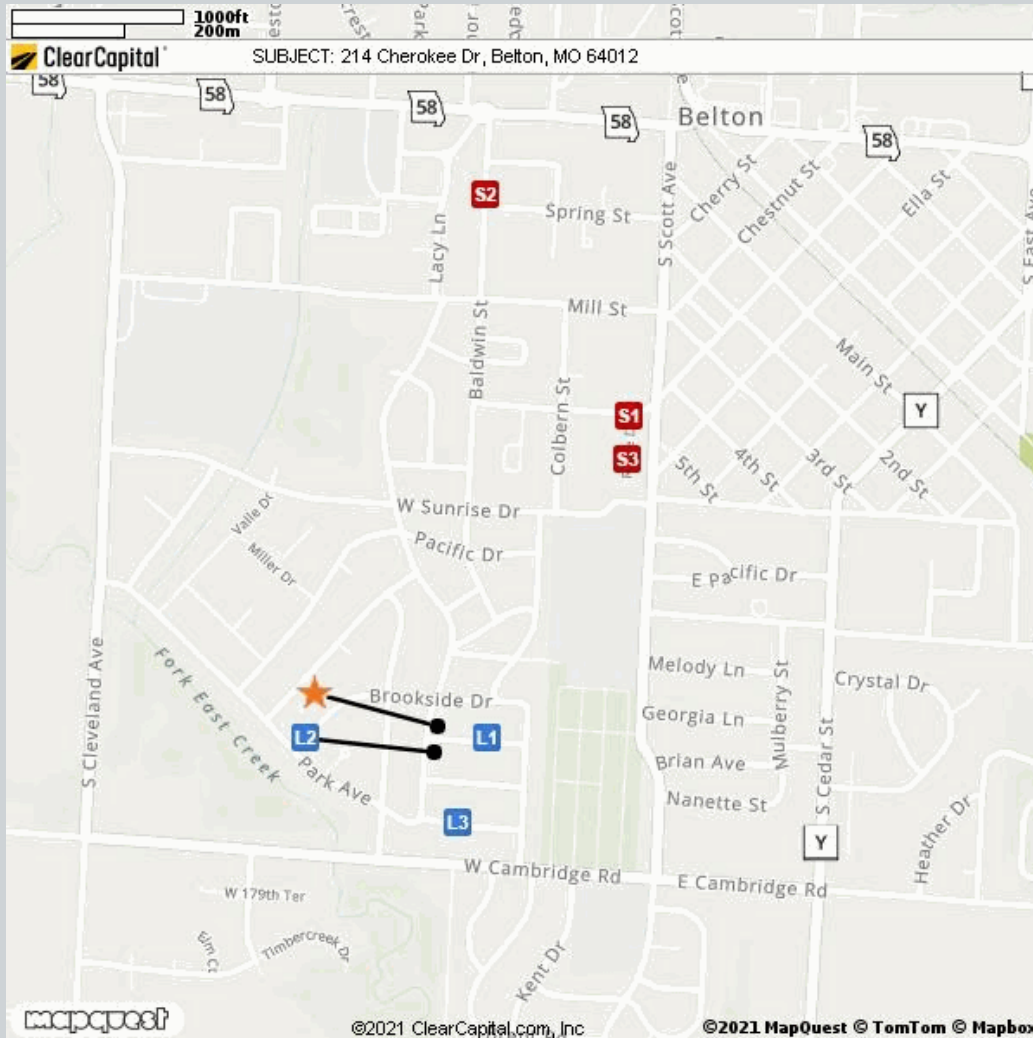 1000ft
200m
ClearCapital
SUBJECT: 214 Cherokee Dr, Belton, MO 64012
58
58
58
58
Belton
58
S2
Spring St
Lacy Ln
S Scott Ave
Cherry St
Chestnut St
Ella St
S East Ave
Mill St
Baldwin St
Main St
Y
Colbern St
S1
S3
5th St
4th St
3rd St
2nd St
W Sunrise Dr
Valle Dr
Pacific Dr
Miller Dr
E Pacific Dr
S Cleveland Ave
Fork East Creek
Melody Ln
Mulberry St
Crystal Dr
Brookside Dr
Georgia Ln
L2
L1
S Cedar St
Brian Ave
Park Ave
Nanette St
L3
Y
Heather Dr
W Cambridge Rd
E Cambridge Rd
W 179th Ter
Elm Ct
Timbercreek Dr
Kent Dr
mapquest
©2021 ClearCapital.com, Inc
©2021 MapQuest © TomTom © Mapbox